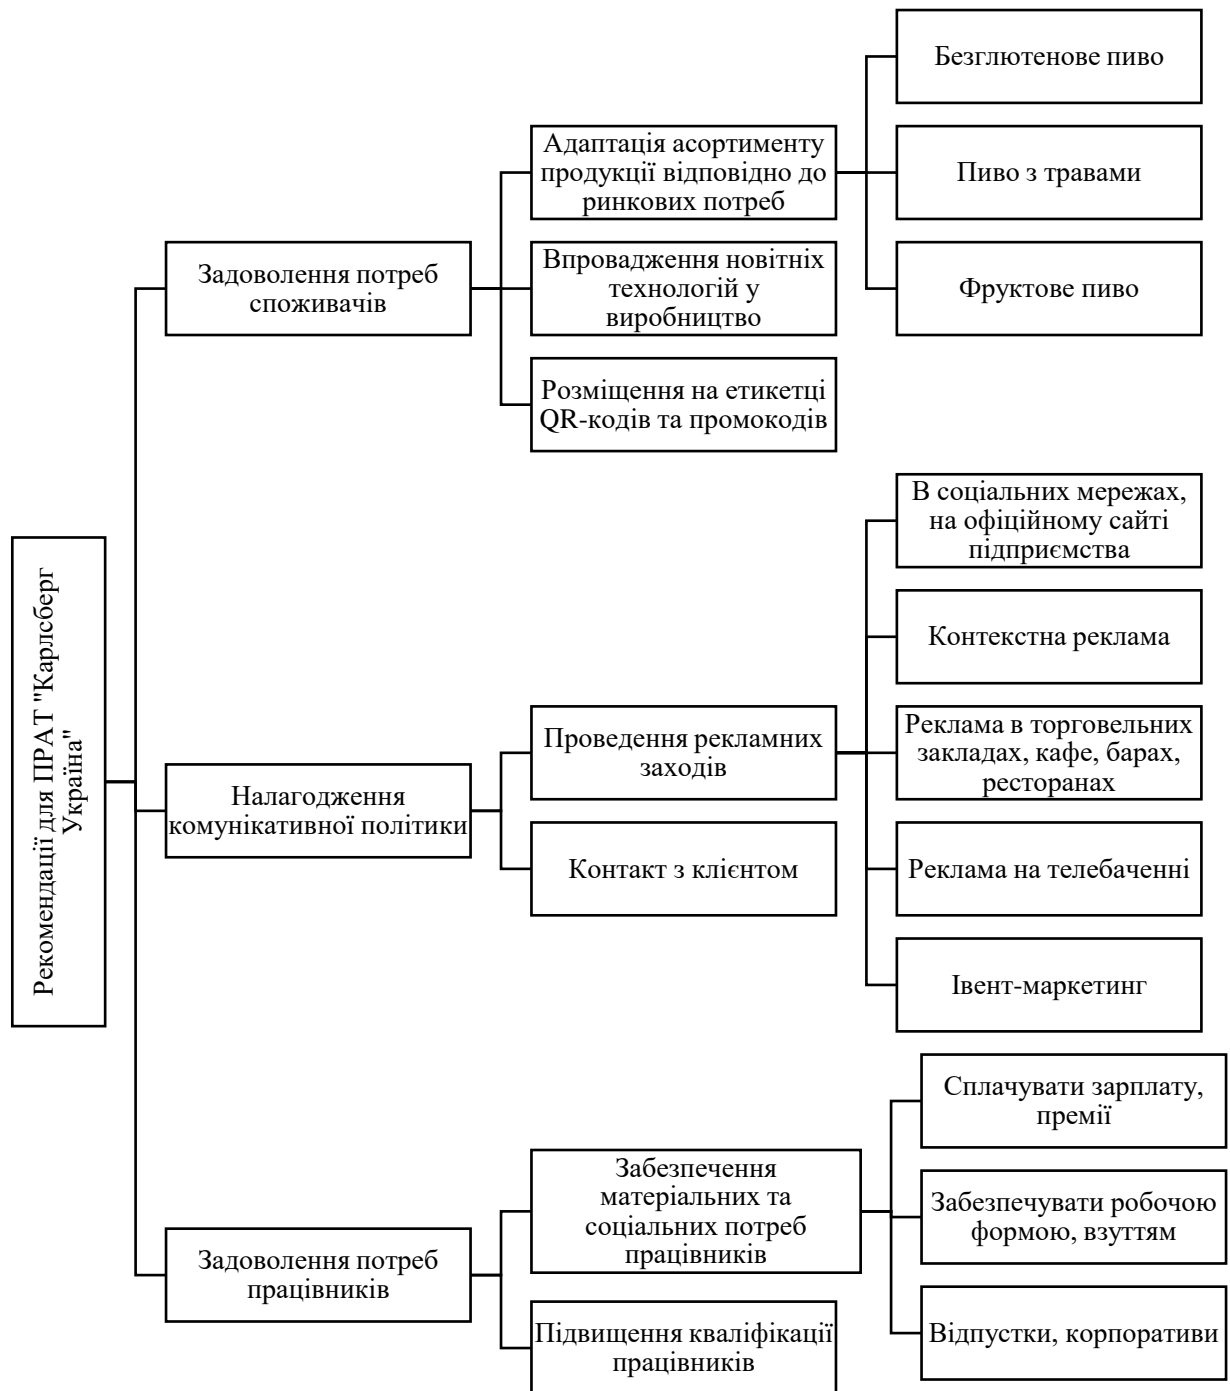 Рекомендації для ПРАТ "Карлсберг
Україна"
Задоволення потреб
споживачів
Адаптація асортименту
продукції відповідно до
ринкових потреб
Безглютенове пиво
Пиво з травами
Фруктове пиво
Впровадження новітніх
технологій у
виробництво
Розміщення на етикетці
QR-кодів та промокодів
Налагодження
комунікативної політики
Проведення рекламних
заходів
В соціальних мережах,
на офіційному сайті
підприємства
Контекстна реклама
Реклама в торговельних
закладах, кафе, барах,
ресторанах
Реклама на телебаченні
Івент-маркетинг
Контакт з клієнтом
Задоволення потреб
працівників
Забезпечення
матеріальних та
соціальних потреб
працівників
Сплачувати зарплату,
премії
Забезпечувати робочою
формою, взуттям
Відпустки, корпоративи
Підвищення кваліфікації
працівників